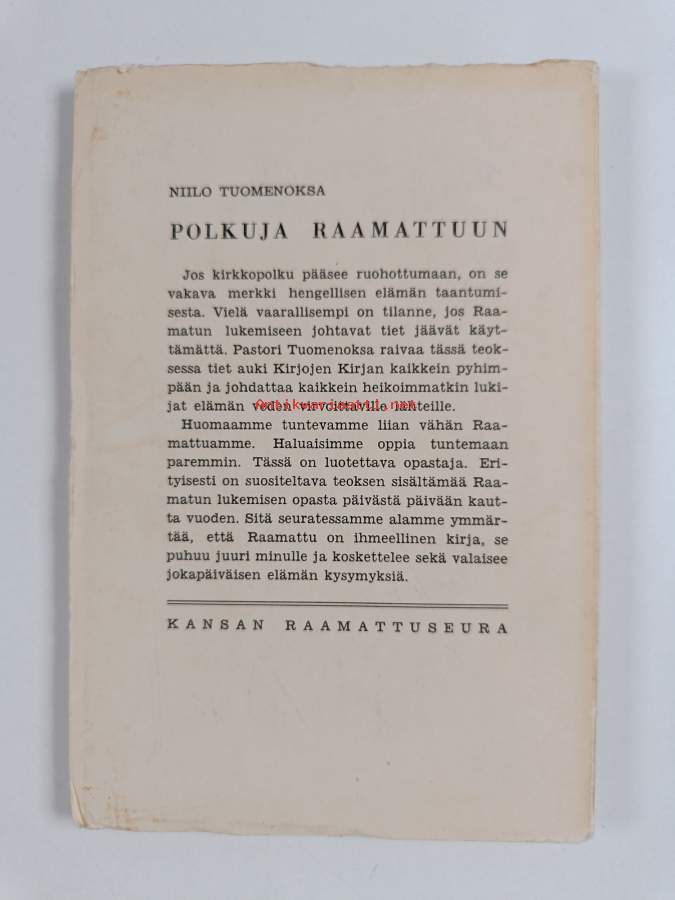 NIILO TUOMENOKSA
POLKUJA RAAMATTUUN
Jos kirkkopolku pääsee ruohottumaan, on se
vakava merkki hengellisen elämän taantumi-
sesta. Vielä vaarallisempi on tilanne, jos Raa-
matun lukemiseen johtavat tiet jäävät käyt-
tämättä. Pastori Tuomenoksa raivaa tässä teok-
sessa tiet auki Kirjojen Kirjan kaikkein pyhim-
pään ja johdattaa kaikkein heikoimmatkin luki-
jat elämän veden virvoittaville lähteille.
Antikvariaatti.net
Huomaamme tuntevamme liian vähän Raa-
mattuamme. Haluaisimme oppia tuntemaan
paremmin. Tässä on luotettava opastaja. Eri-
tyisesti on suositeltava teoksen sisältämää Raa-
matun lukemisen opasta päivästä päivään kaut-
ta vuoden. Sitä seuratessamme alamme ymmär-
tää, että Raamattu on ihmeellinen kirja, se
puhuu juuri minulle ja koskettelee sekä valaisee
jokapäiväisen elämän kysymyksiä.
KANSAN RAAMATTUSEURA